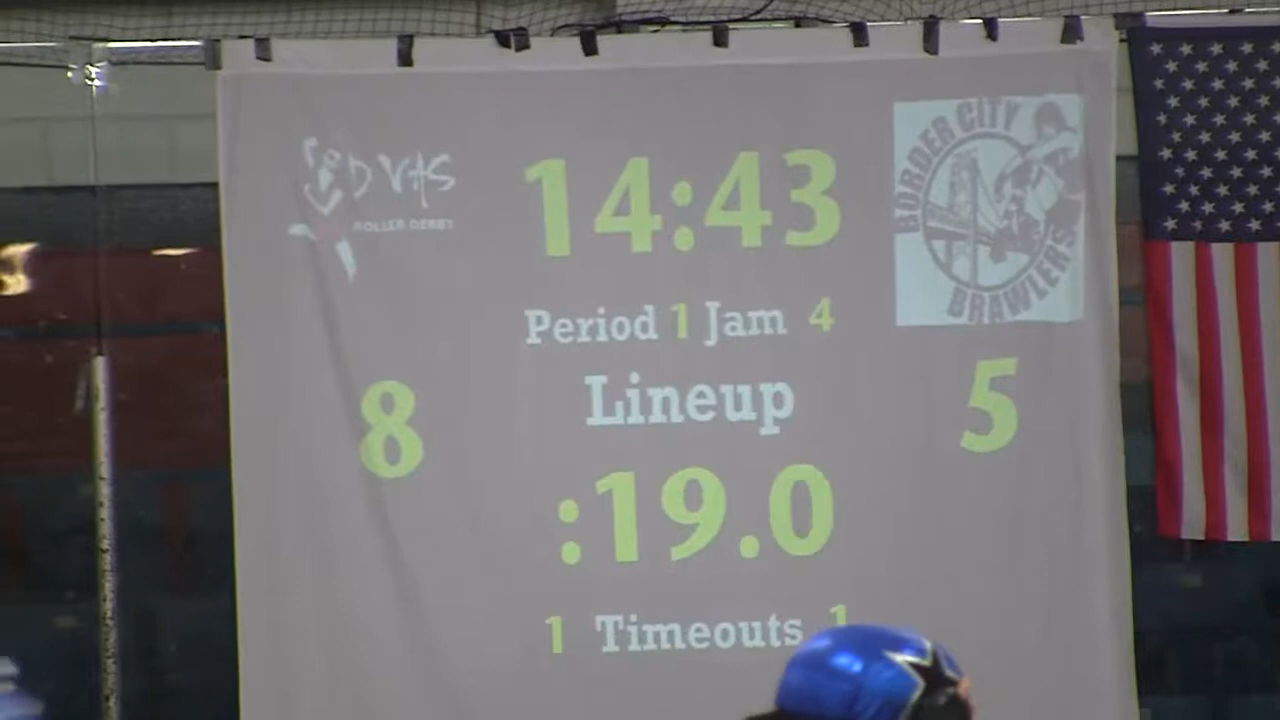 VAS
ROLLER DERBY
14:43
BORDER CITY
BRAWLERS
Period 1 Jam 4
8
Lineup
5
:19.0
1 Timeouts 1